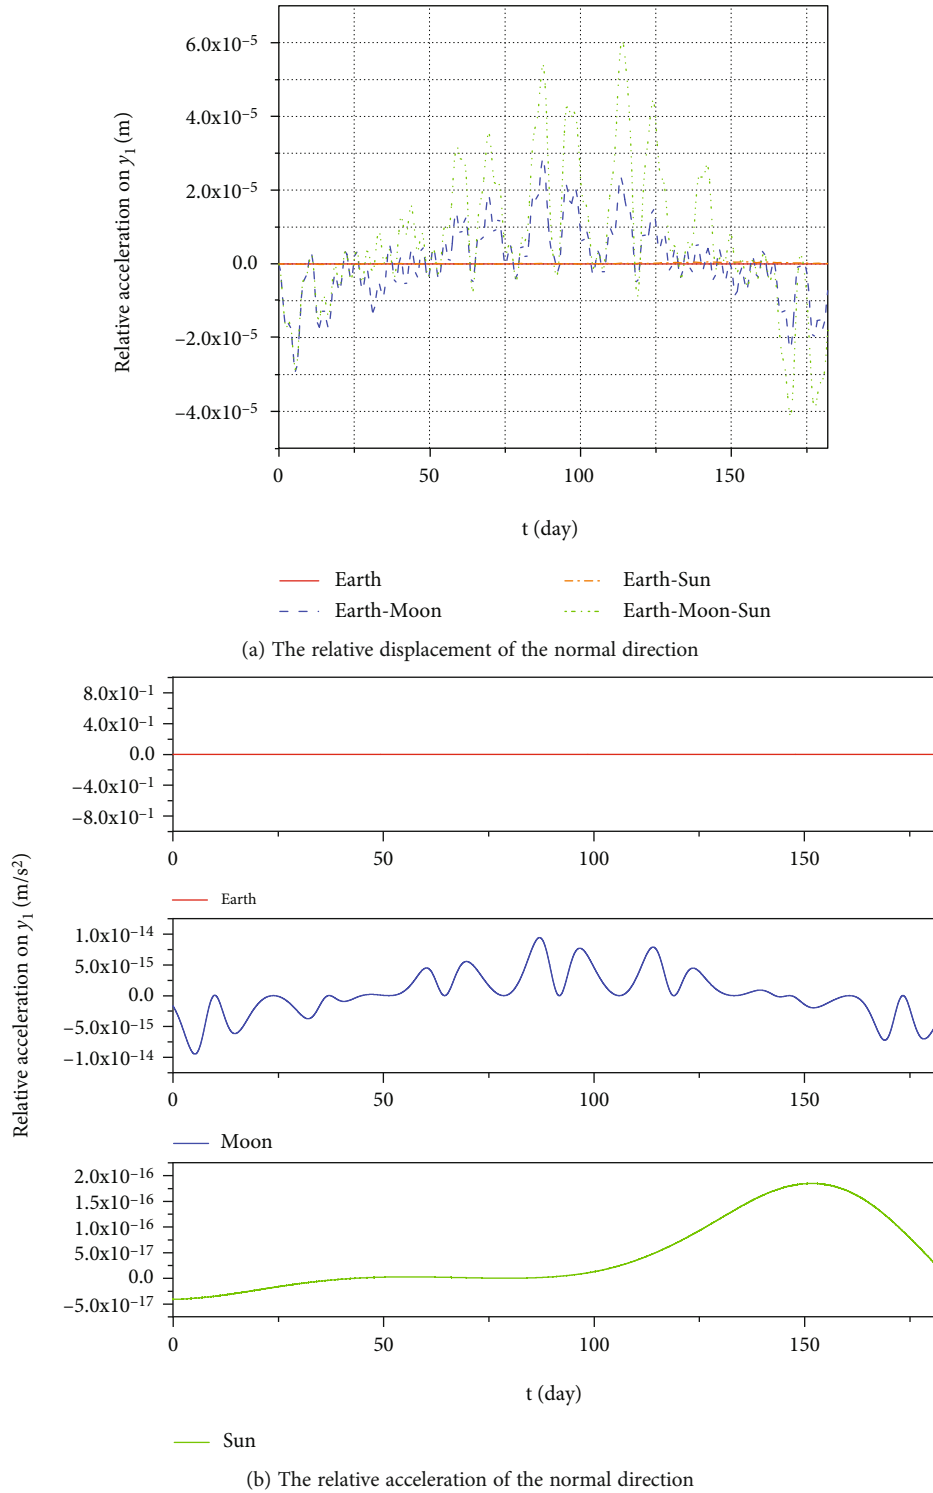 6.0x10⁻⁵
4.0x10⁻⁵
2.0x10⁻⁵
0.0
−2.0x10⁻⁵
−4.0x10⁻⁵
Relative acceleration on y₁ (m)
0 50 100 150
t (day)
Earth Earth-Sun
Earth-Moon Earth-Moon-Sun
(a) The relative displacement of the normal direction
Relative acceleration on y₁ (m/s²)
8.0x10⁻¹
4.0x10⁻¹
0.0
−4.0x10⁻¹
−8.0x10⁻¹
0 50 100 150
Earth
1.0x10⁻¹⁴
5.0x10⁻¹⁵
0.0
−5.0x10⁻¹⁵
−1.0x10⁻¹⁴
0 50 100 150
Moon
2.0x10⁻¹⁶
1.5x10⁻¹⁶
1.0x10⁻¹⁶
5.0x10⁻¹⁷
0.0
−5.0x10⁻¹⁷
0 50 100 150
t (day)
Sun
(b) The relative acceleration of the normal direction